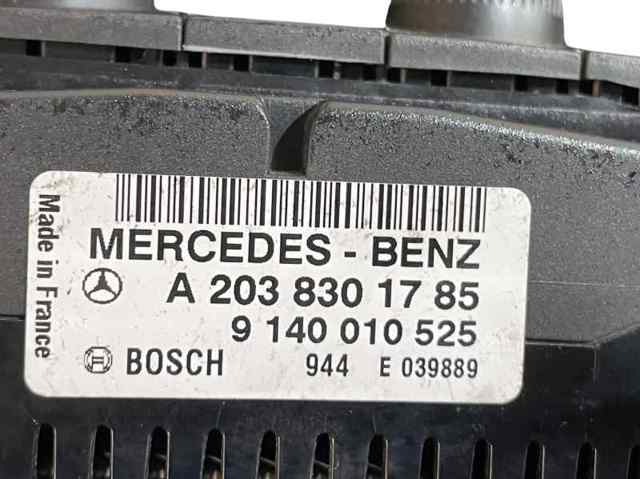 Made in France
MERCEDES - BENZ
A 203 830 17 85
9 140 010 525
BOSCH 944 E 039889